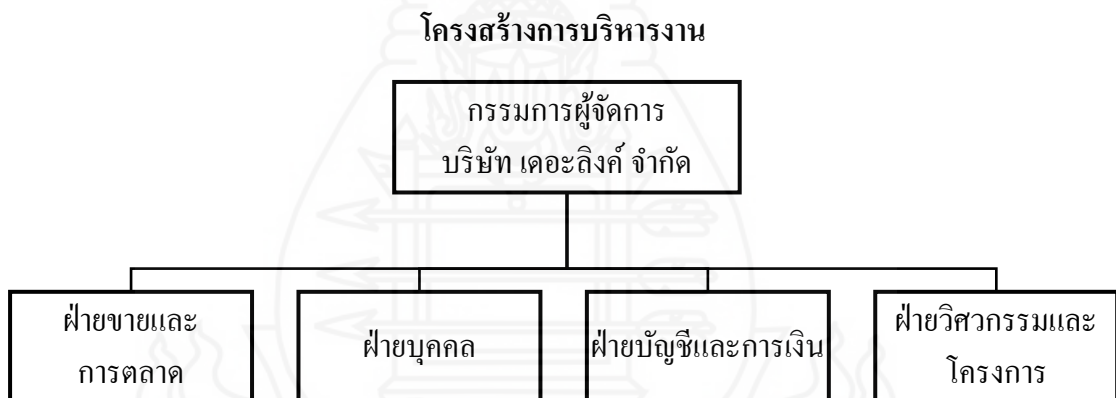 โครงสร้างการบริหารงาน
กรรมการผู้จัดการ
บริษัท เดอะลิงค์ จำกัด
ฝ่ายขายและ
การตลาด
ฝ่ายบุคคล
ฝ่ายบัญชีและการเงิน
ฝ่ายวิศวกรรมและ
โครงการ